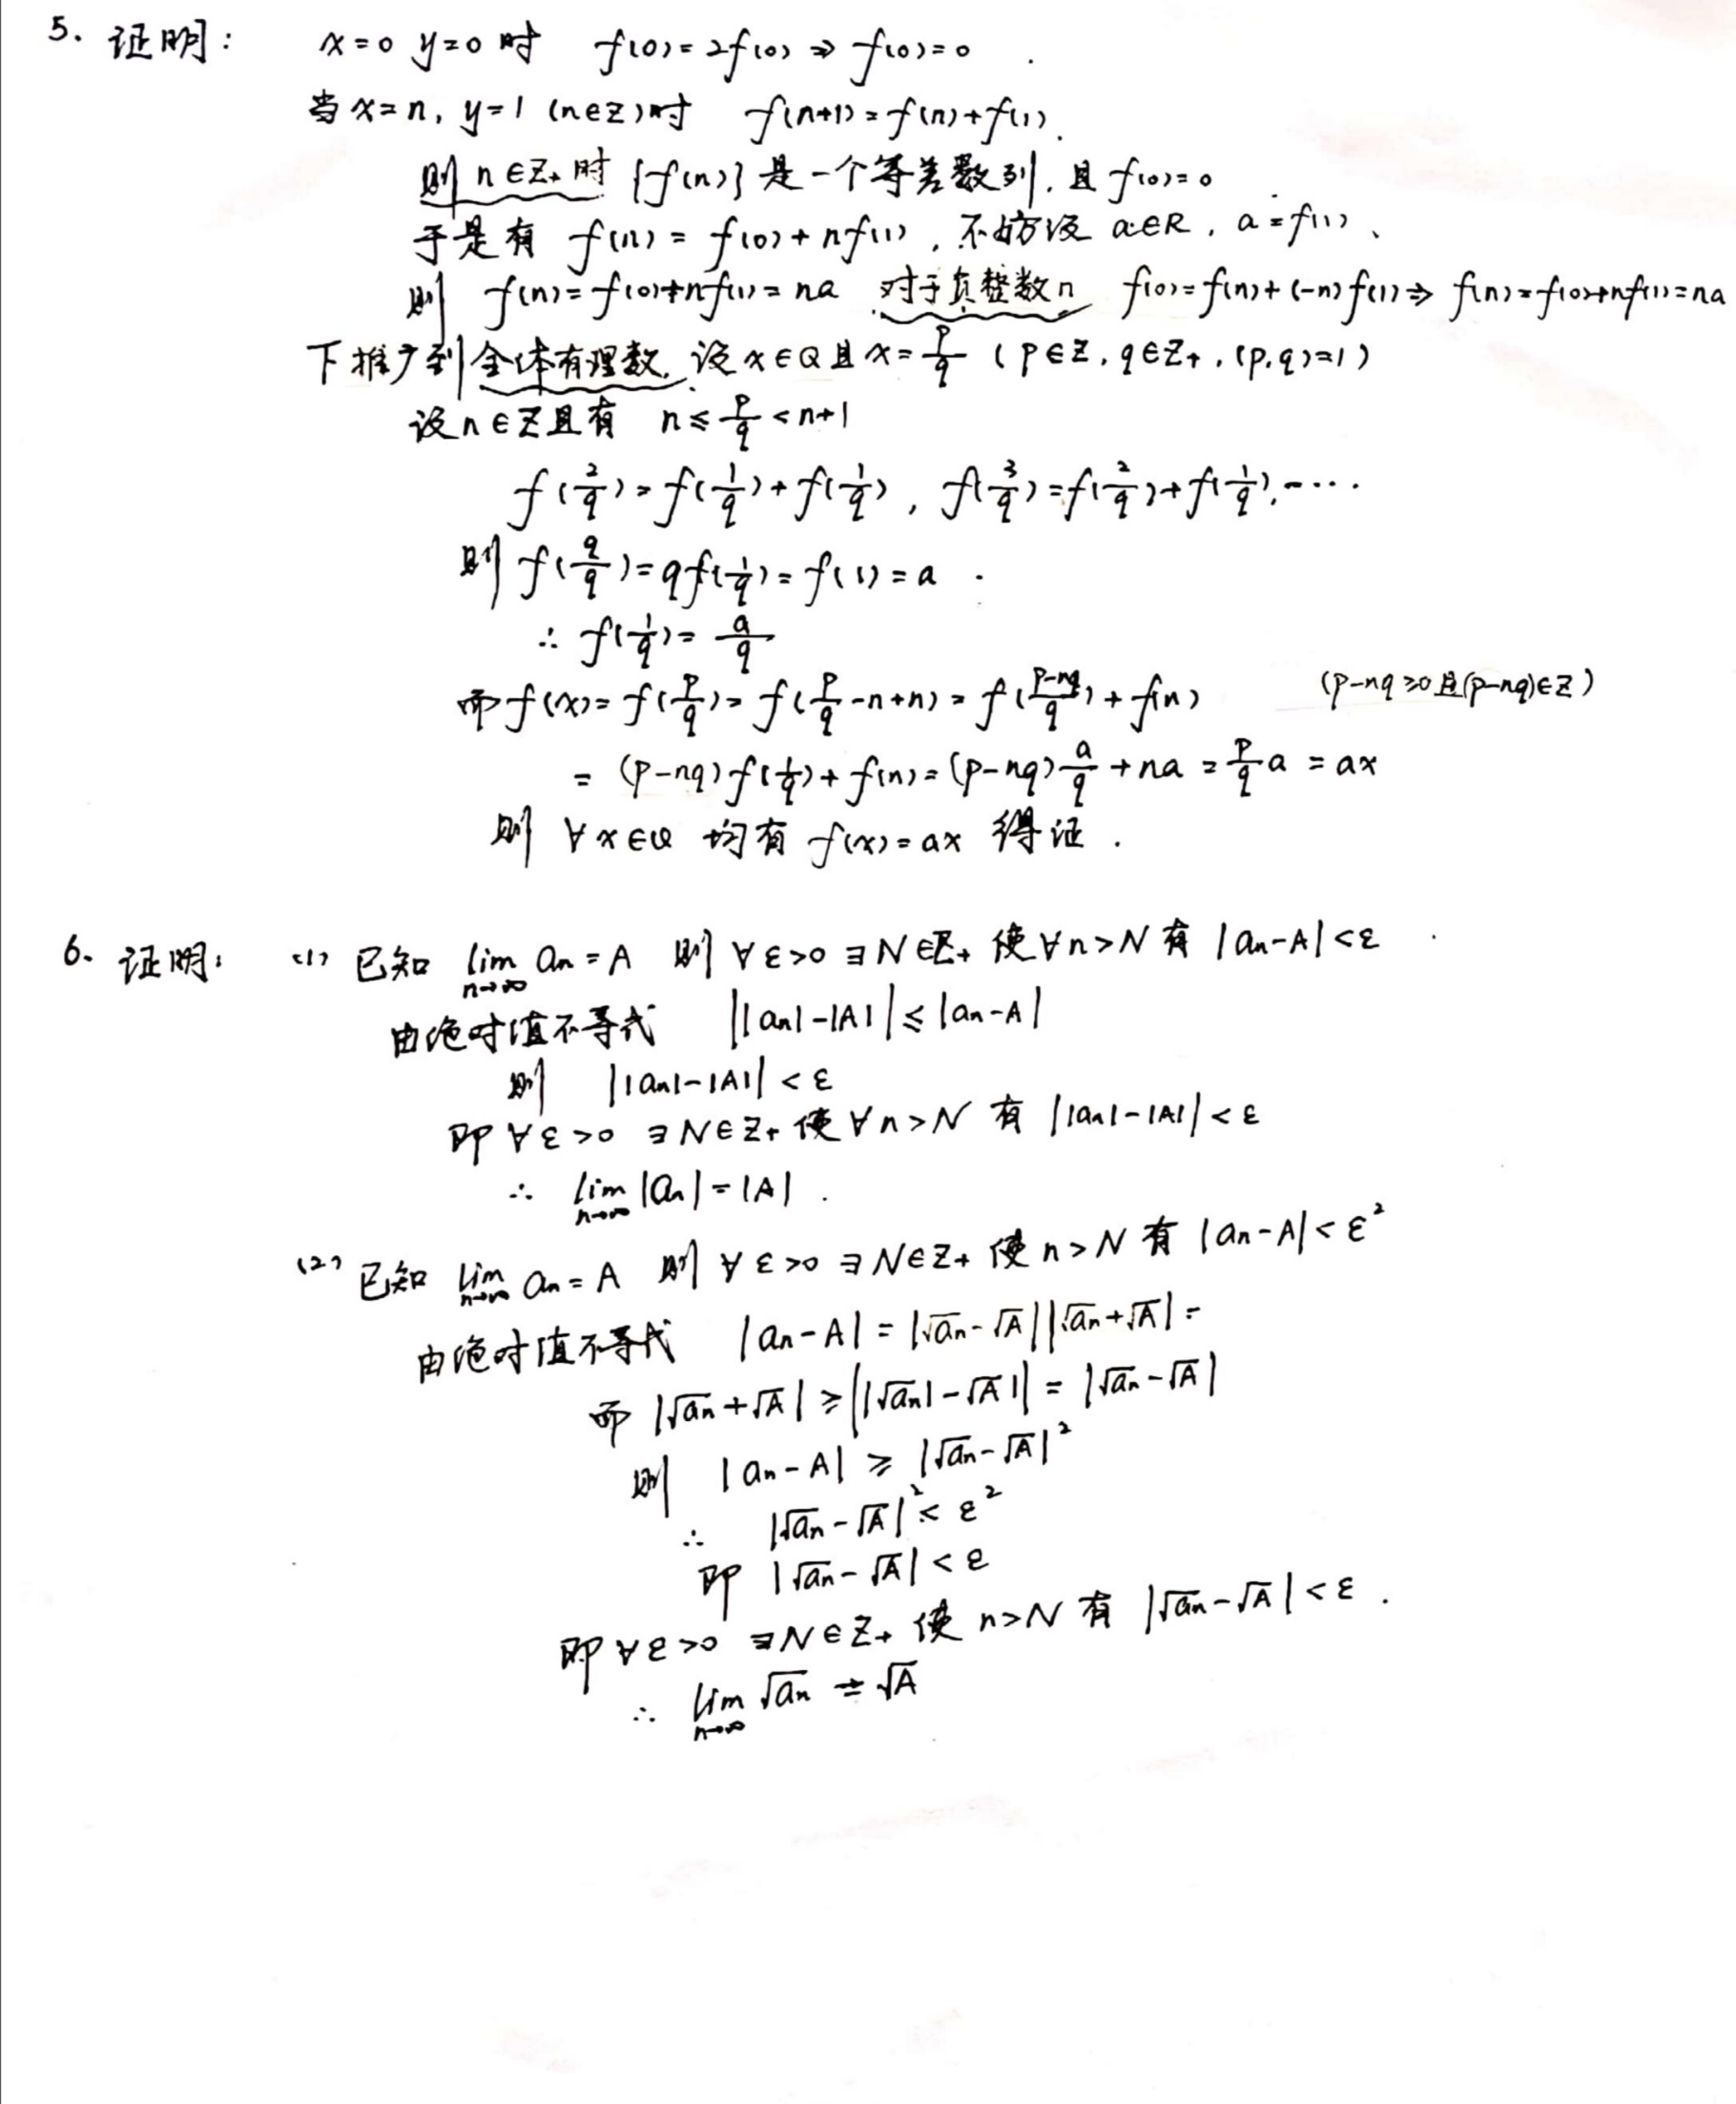 5. 证明: x=0 y=0 时 f(0)=2f(0) ⇒ f(0)=0.
当 x=n, y=1 (n∈Z)时 f(n+1)=f(n)+f(1).
则 n∈Z₊ 时 {f(n)} 是一个等差数列, 且 f(0)=0
于是有 f(n)=f(0)+nf(1), 不妨设 a∈R, a=f(1)、
则 f(n)=f(0)+nf(1)=na 对于负整数n f(0)=f(n)+(-n)f(1)⇒ f(n)=f(0)+nf(1)=na
下推广到全体有理数, 设 x∈Q 且 x=p/q (p∈Z, q∈Z₊, (p,q)=1)
设 n∈Z 且有 n≤p/q<n+1
f(2/q)=f(1/q)+f(1/q), f(3/q)=f(2/q)+f(1/q), ……
则 f(q/q)=qf(1/q)=f(1)=a.
∴ f(1/q)=a/q
而 f(x)=f(p/q)=f(p/q-n+n)=f((p-nq)/q)+f(n) (p-nq≥0且(p-nq)∈Z)
=(p-nq)f(1/q)+f(n)=(p-nq)a/q+na=p/q a=ax
则 ∀x∈Q 均有 f(x)=ax 得证.
6. 证明: (1) 已知 lim_{n→∞} aₙ=A 则 ∀ε>0 ∃N∈Z₊ 使∀n>N 有 |aₙ-A|<ε
由绝对值不等式 ||aₙ|-|A||≤|aₙ-A|
则 ||aₙ|-|A||<ε
即 ∀ε>0 ∃N∈Z₊ 使 ∀n>N 有 ||aₙ|-|A||<ε
∴ lim_{n→∞} |aₙ|=|A|.
(2) 已知 lim_{n→∞} aₙ=A 则 ∀ε>0 ∃N∈Z₊ 使 n>N 有 |aₙ-A|<ε²
由绝对值不等式 |aₙ-A|=|√aₙ-√A||√aₙ+√A|=
而 |√aₙ+√A|≥||√aₙ|-|√A||=|√aₙ-√A|
则 |aₙ-A|≥|√aₙ-√A|²
∴ |√aₙ-√A|²<ε²
即 |√aₙ-√A|<ε
即 ∀ε>0 ∃N∈Z₊ 使 n>N 有 |√aₙ-√A|<ε.
∴ lim_{n→∞} √aₙ=√A